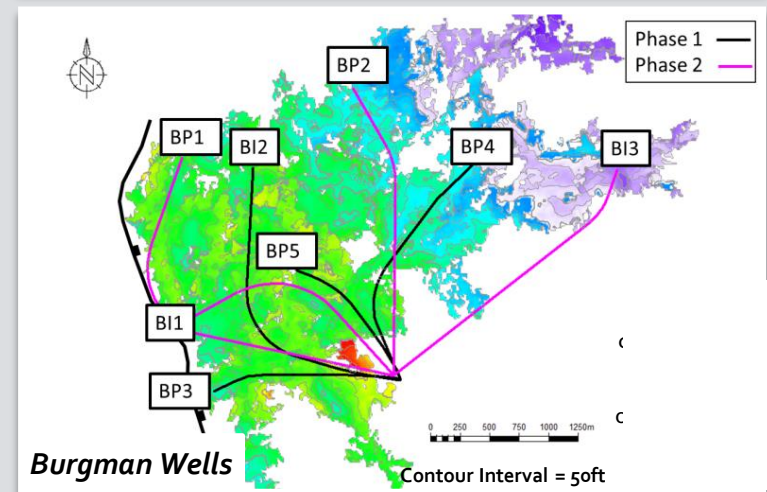 N
Phase 1
Phase 2
BP2
BP1
BI2
BP4
BI3
BP5
BI1
BP3
0 250 500 750 1000 1250m
Burgman Wells
Contour Interval = 50ft